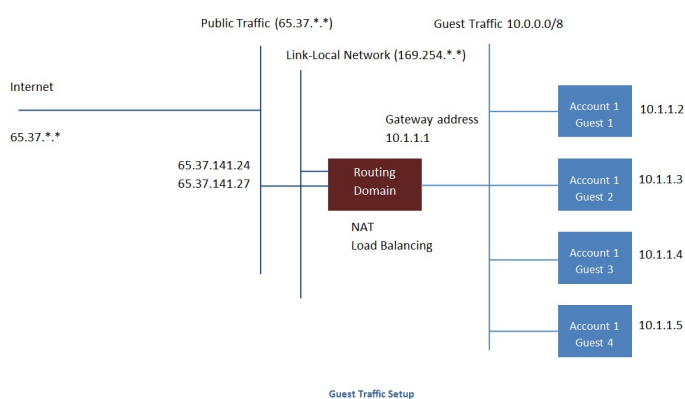 Public Traffic (65.37.*.*)
Guest Traffic 10.0.0.0/8
Link-Local Network (169.254.*.*)
Internet
65.37.*.*
Gateway address
10.1.1.1
65.37.141.24
65.37.141.27
Routing
Domain
NAT
Load Balancing
Account 1
Guest 1
10.1.1.2
Account 1
Guest 2
10.1.1.3
Account 1
Guest 3
10.1.1.4
Account 1
Guest 4
10.1.1.5
Guest Traffic Setup